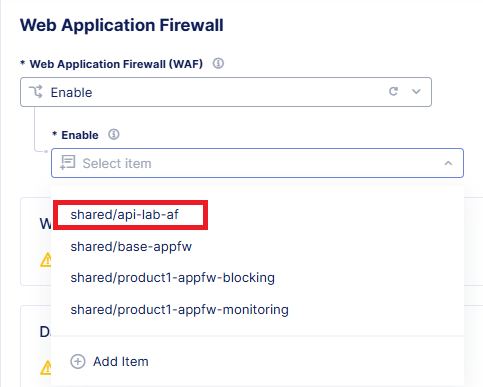 Web Application Firewall
* Web Application Firewall (WAF)
Enable
* Enable
Select item
W
shared/api-lab-af
shared/base-appfw
shared/product1-appfw-blocking
shared/product1-appfw-monitoring
Da
Add Item